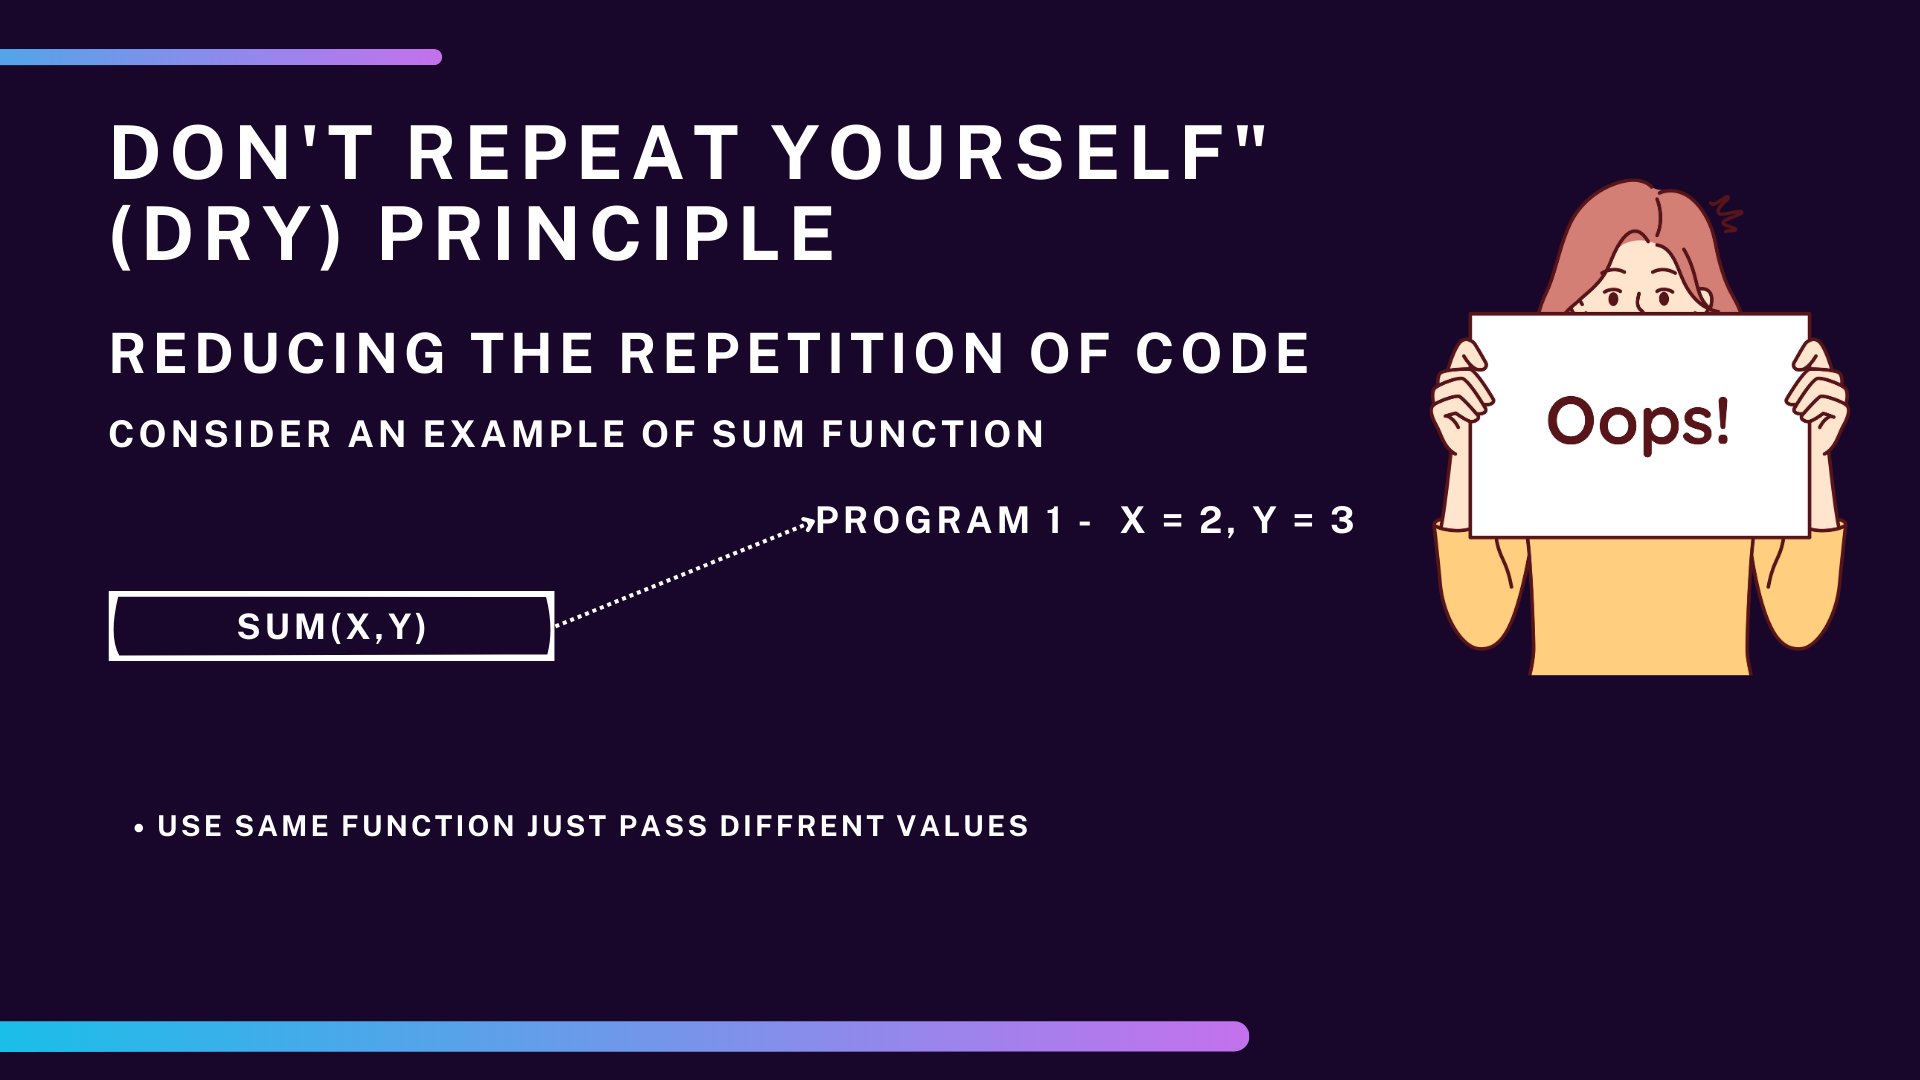 DON'T REPEAT YOURSELF"
(DRY) PRINCIPLE
REDUCING THE REPETITION OF CODE
CONSIDER AN EXAMPLE OF SUM FUNCTION
PROGRAM 1 - X = 2, Y = 3
SUM(X,Y)
• USE SAME FUNCTION JUST PASS DIFFRENT VALUES
Oops!